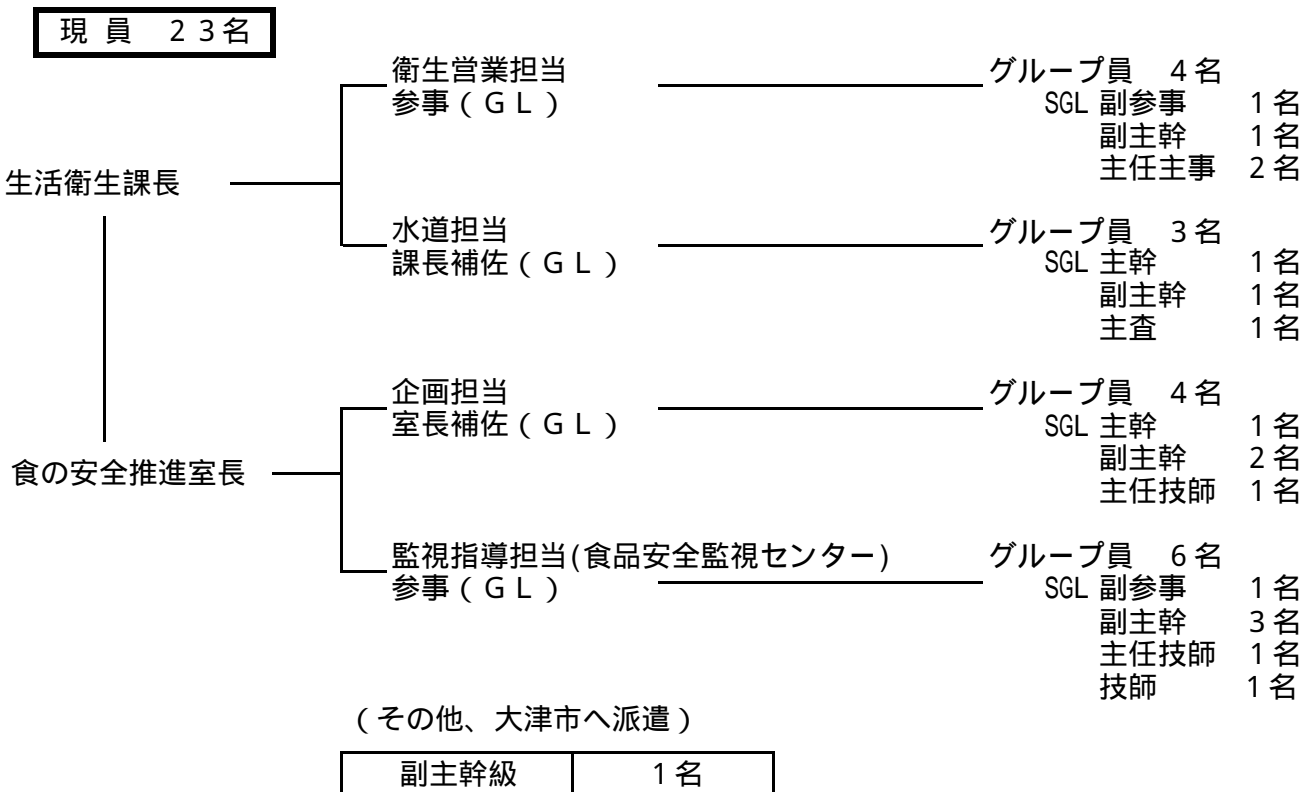 現 員 23名
衛生営業担当
参事(GL)
グループ員 4名
SGL 副参事 1名
副主幹 1名
主任主事 2名
生活衛生課長
水道担当
課長補佐(GL)
グループ員 3名
SGL 主幹 1名
副主幹 1名
主査 1名
企画担当
室長補佐(GL)
グループ員 4名
SGL 主幹 1名
副主幹 2名
主任技師 1名
食の安全推進室長
監視指導担当(食品安全監視センター)
参事(GL)
グループ員 6名
SGL 副参事 1名
副主幹 3名
主任技師 1名
技師 1名
(その他、大津市へ派遣)
副主幹級 1名